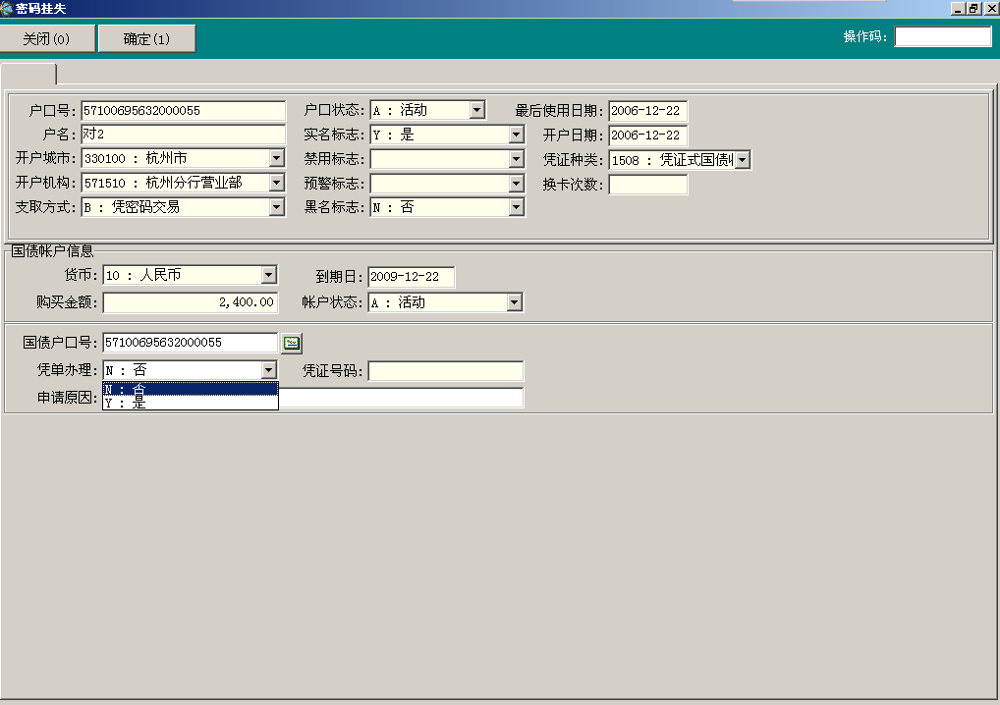 密码挂失
关闭(0) 确定(1) 操作码:
户口号: 57100695632000055 户口状态: A : 活动 最后使用日期: 2006-12-22
户名: 对2 实名标志: Y : 是 开户日期: 2006-12-22
开户城市: 330100 : 杭州市 禁用标志: 凭证种类: 1508 : 凭证式国债收
开户机构: 571510 : 杭州分行营业部 预警标志: 换卡次数:
支取方式: B : 凭密码交易 黑名标志: N : 否
国债帐户信息
货币: 10 : 人民币 到期日: 2009-12-22
购买金额: 2,400.00 帐户状态: A : 活动
国债户口号: 57100695632000055
凭单办理: N : 否 凭证号码:
N : 否
申请原因:
Y : 是